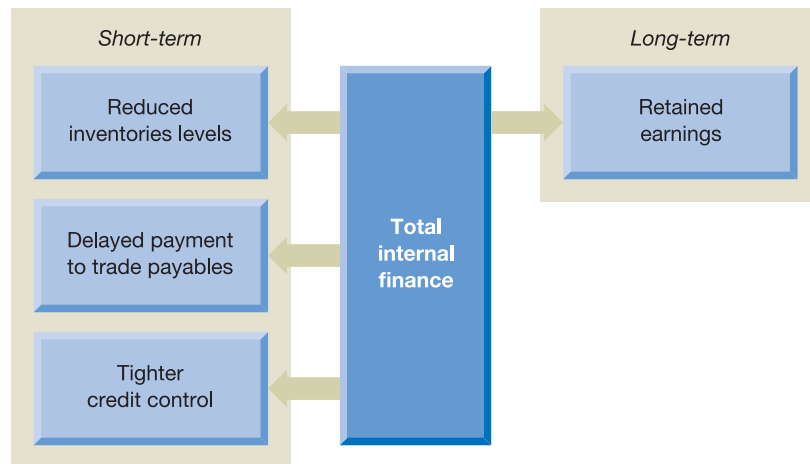 Short-term
Long-term
Reduced
inventories levels
Retained
earnings
Delayed payment
to trade payables
Total
internal
finance
Tighter
credit control